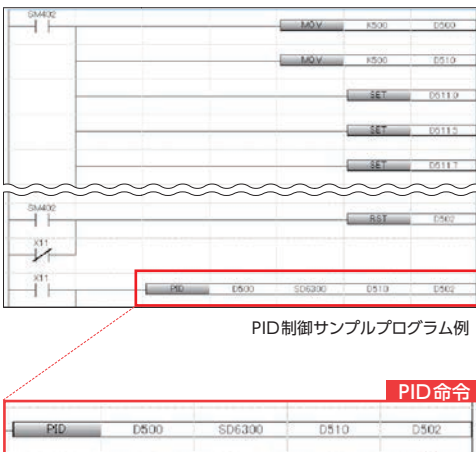 SM402 MOV K500 D500
MOV K500 D510
SET D511.0
SET D511.5
SET D511.7
SM402 RST D502
X11
X11 PID D500 SD6300 D510 D502
PID制御サンプルプログラム例
PID命令
PID D500 SD6300 D510 D502